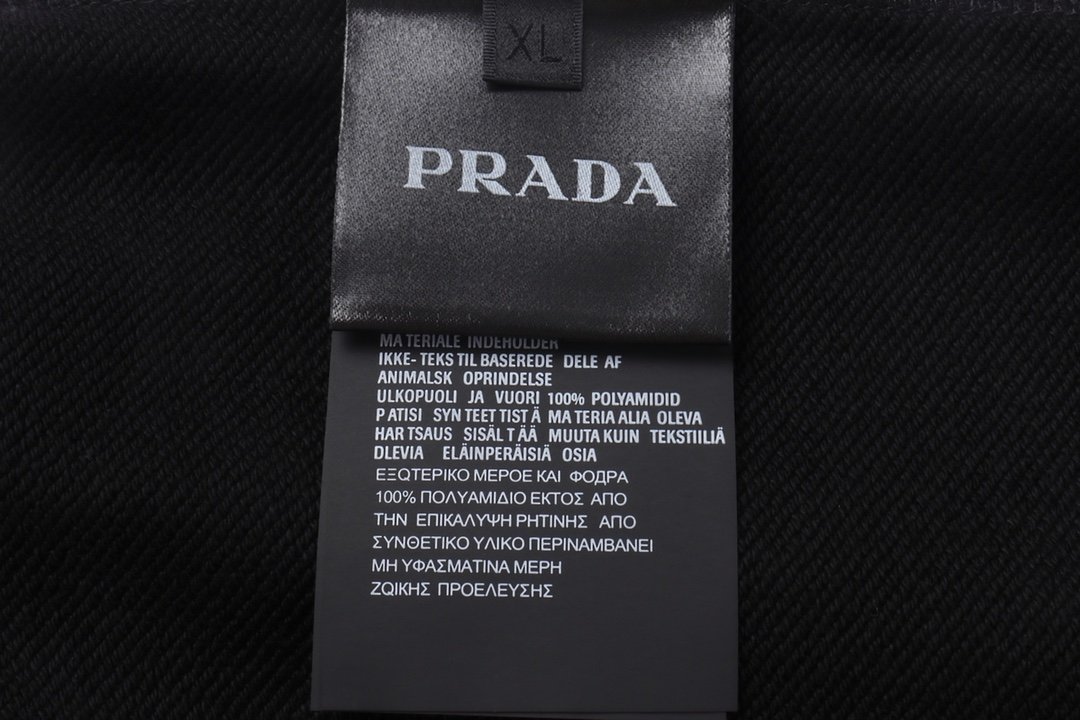 XL
PRADA
MA TERIALE INDEHOLDER
IKKE- TEKS TIL BASEREDE DELE AF
ANIMALSK OPRINDELSE
ULKOPUOLI JA VUORI 100% POLYAMIDID
P ATISI SYN TEET TIST Ä MA TERIA ALIA OLEVA
HAR TSAUS SISÄL T ÄÄ MUUTA KUIN TEKSTIILIÄ
DLEVIA ELÄINPERÄISIÄ OSIA
ΕΞΩΤΕΡΙΚΟ ΜΕΡΟΕ ΚΑΙ ΦΟΔΡΑ
100% ΠΟΛΥΑΜΙΔΙΟ ΕΚΤΟΣ ΑΠΟ
ΤΗΝ ΕΠΙΚΑΛΥΨΗ ΡΗΤΙΝΗΣ ΑΠΟ
ΣΥΝΘΕΤΙΚΟ ΥΛΙΚΟ ΠΕΡΙΝΑΜΒΑΝΕΙ
ΜΗ ΥΦΑΣΜΑΤΙΝΑ ΜΕΡΗ
ΖΩΙΚΗΣ ΠΡΟΕΛΕΥΣΗΣ